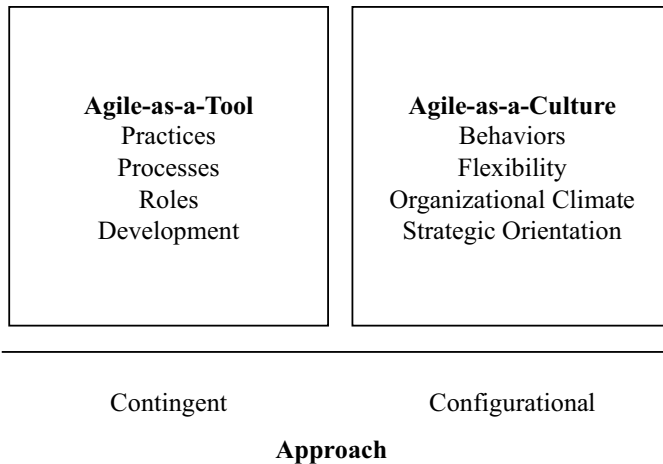 Agile-as-a-Tool
Practices
Processes
Roles
Development
Agile-as-a-Culture
Behaviors
Flexibility
Organizational Climate
Strategic Orientation
Contingent
Configurational
Approach